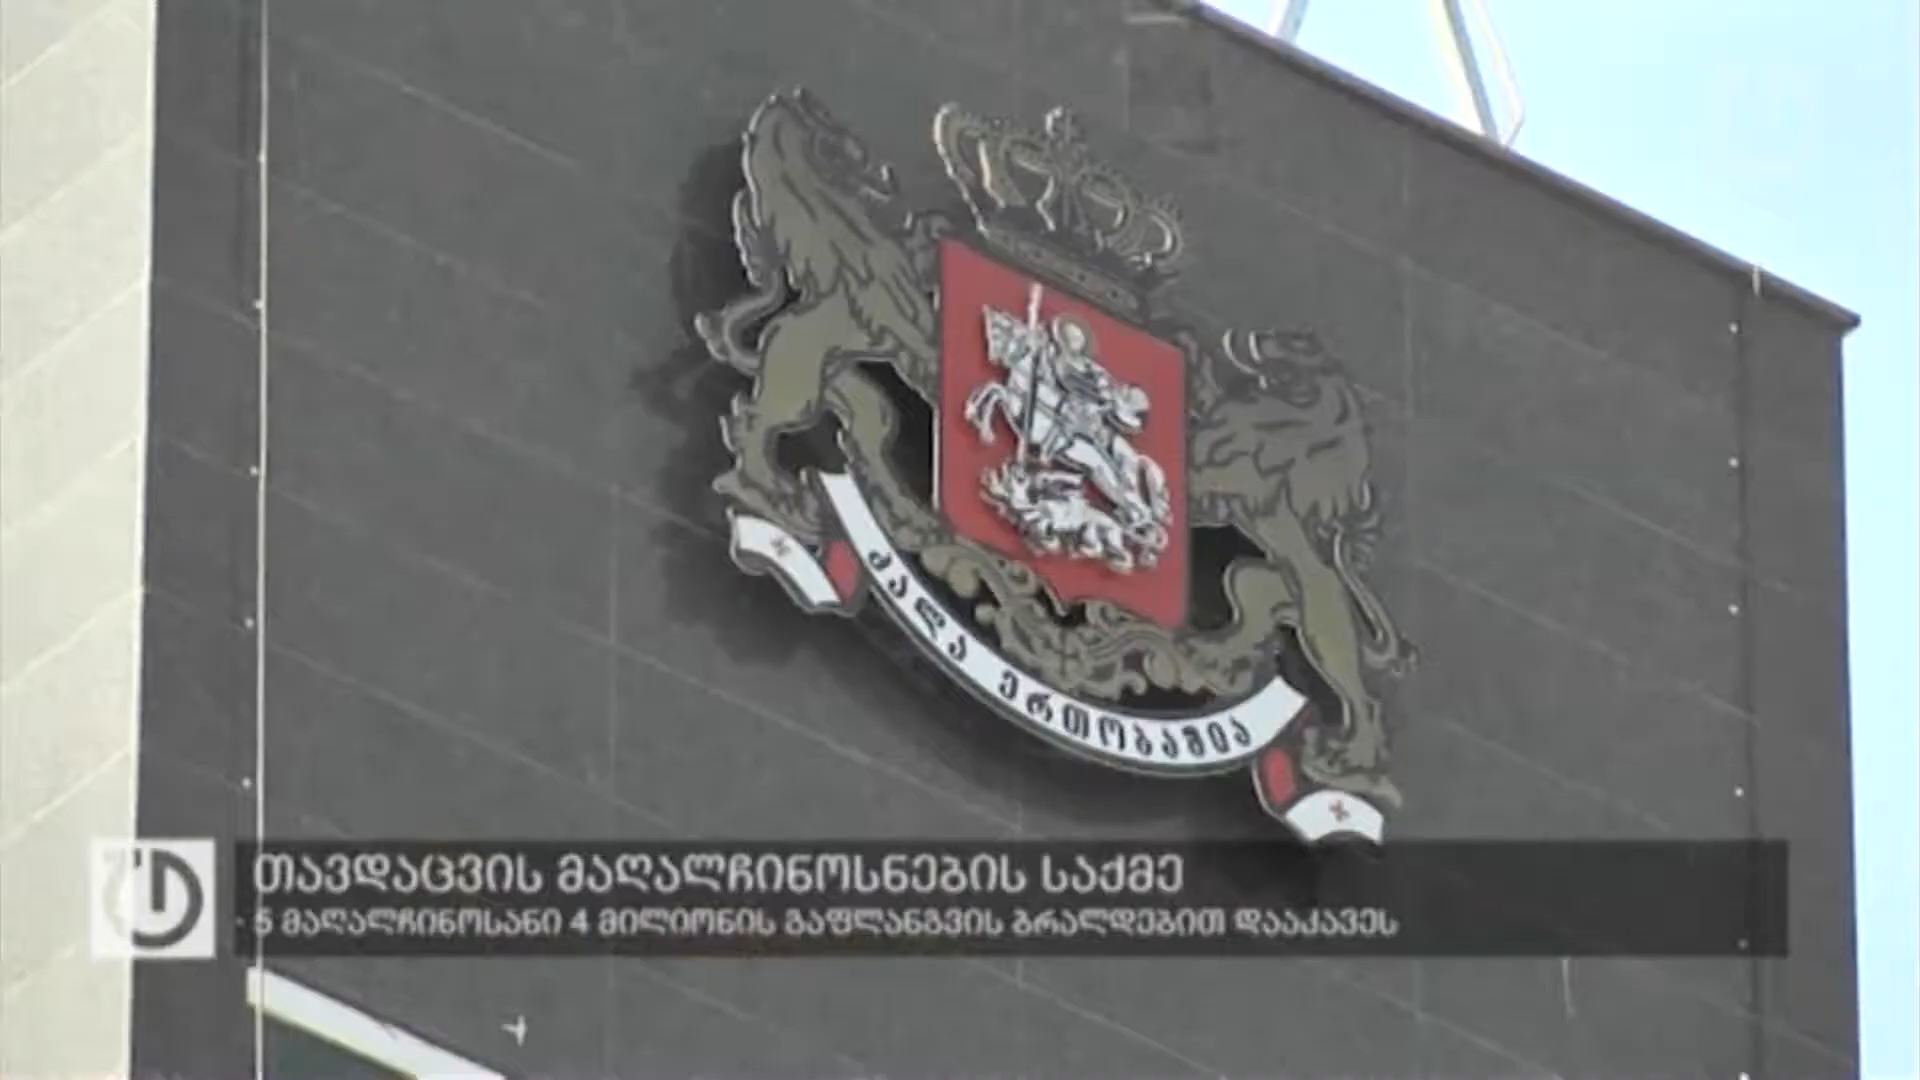 ძალა ერთობაშია
თავდაცვის მაღალჩინოსნების საქმე
5 მაღალჩინოსანი 4 მილიონის გაფლანგვის ბრალდებით დააკავეს